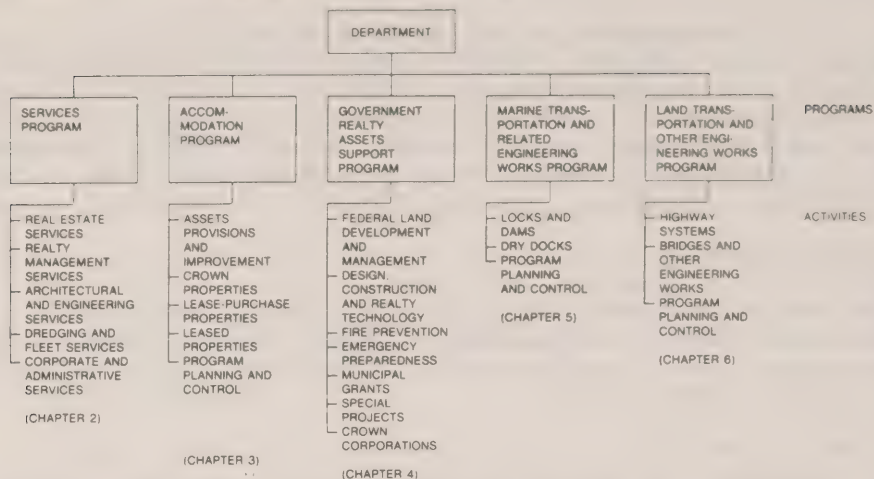 DEPARTMENT
SERVICES
PROGRAM
ACCOM-
MODATION
PROGRAM
GOVERNMENT
REALTY
ASSETS
SUPPORT
PROGRAM
MARINE TRANS-
PORTATION AND
RELATED
ENGINEERING
WORKS PROGRAM
LAND TRANS-
PORTATION AND
OTHER ENGI-
NEERING WORKS
PROGRAM
PROGRAMS
REAL ESTATE
SERVICES
REALTY
MANAGEMENT
SERVICES
ARCHITECTURAL
AND ENGINEERING
SERVICES
DREDGING AND
FLEET SERVICES
CORPORATE AND
ADMINISTRATIVE
SERVICES
(CHAPTER 2)
ASSETS
PROVISIONS
AND
IMPROVEMENT
CROWN
PROPERTIES
LEASE-PURCHASE
PROPERTIES
LEASED
PROPERTIES
PROGRAM
PLANNING AND
CONTROL
(CHAPTER 3)
FEDERAL LAND
DEVELOPMENT
AND
MANAGEMENT
DESIGN,
CONSTRUCTION
AND REALTY
TECHNOLOGY
FIRE PREVENTION
EMERGENCY
PREPAREDNESS
MUNICIPAL
GRANTS
SPECIAL
PROJECTS
CROWN
CORPORATIONS
(CHAPTER 4)
LOCKS AND
DAMS
DRY DOCKS
PROGRAM
PLANNING
AND CONTROL
(CHAPTER 5)
HIGHWAY
SYSTEMS
BRIDGES AND
OTHER
ENGINEERING
WORKS
PROGRAM
PLANNING AND
CONTROL
(CHAPTER 6)
ACTIVITIES